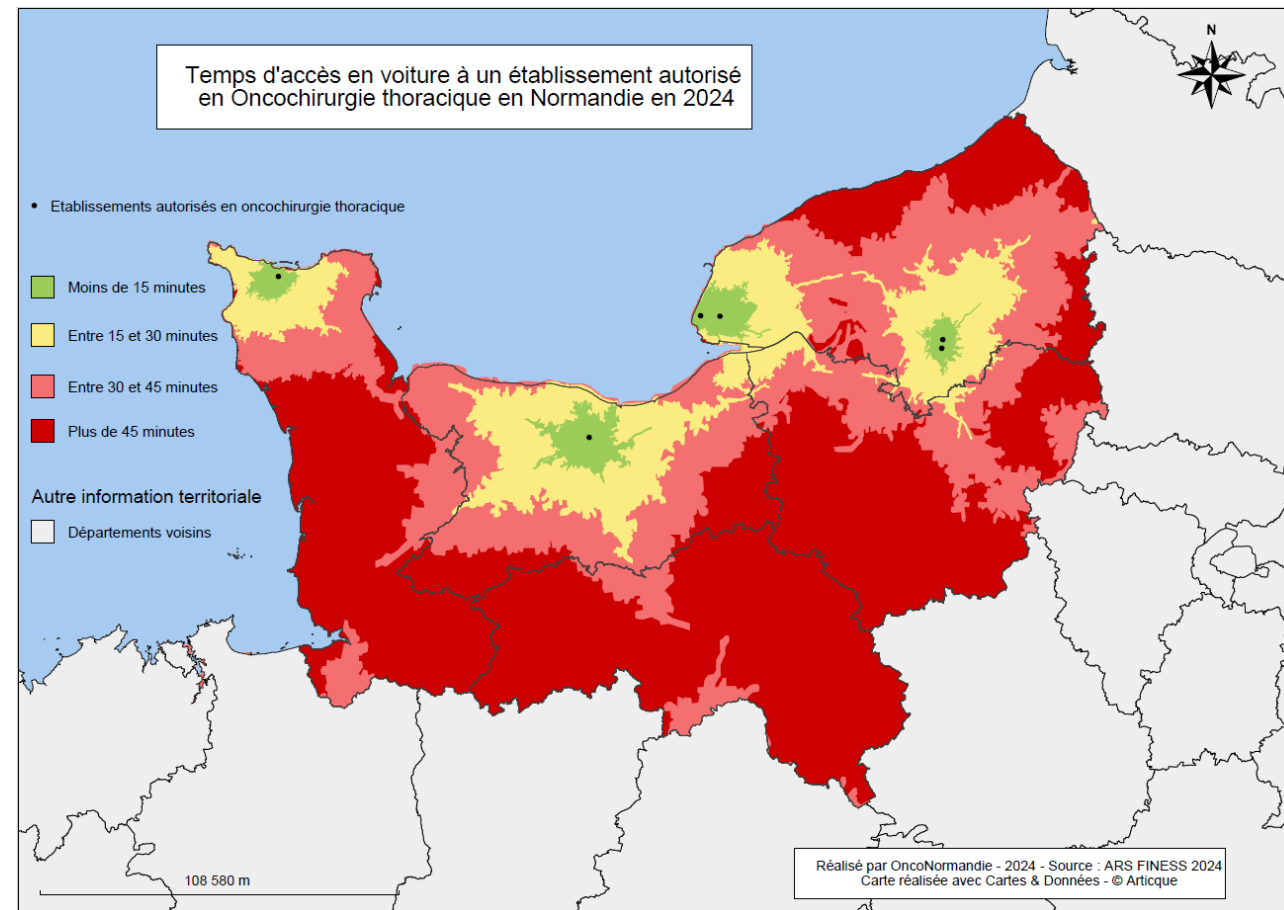 Temps d'accès en voiture à un établissement autorisé
en Oncochirurgie thoracique en Normandie en 2024
N
Etablissements autorisés en oncochirurgie thoracique
Moins de 15 minutes
Entre 15 et 30 minutes
Entre 30 et 45 minutes
Plus de 45 minutes
Autre information territoriale
Départements voisins
108 580 m
Réalisé par OncoNormandie - 2024 - Source : ARS FINESS 2024
Carte réalisée avec Cartes & Données - © Articque